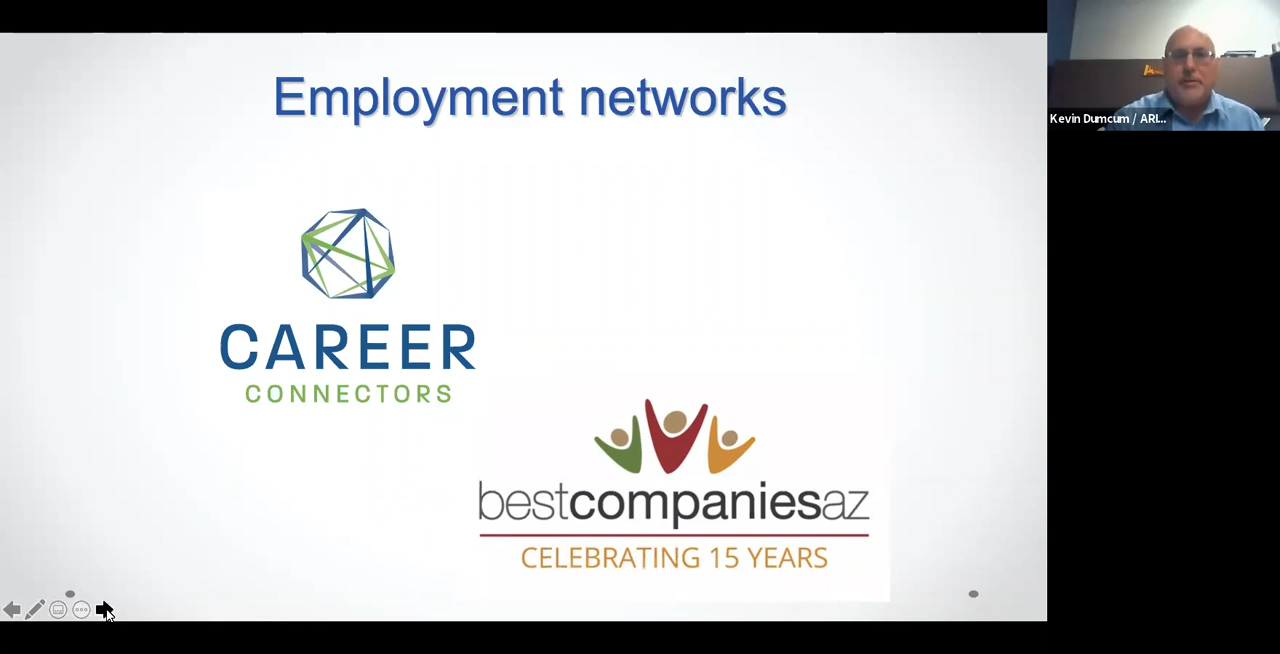 Employment networks
Kevin Dumcum / ARI...
CAREER
CONNECTORS
bestcompaniesaz
CELEBRATING 15 YEARS